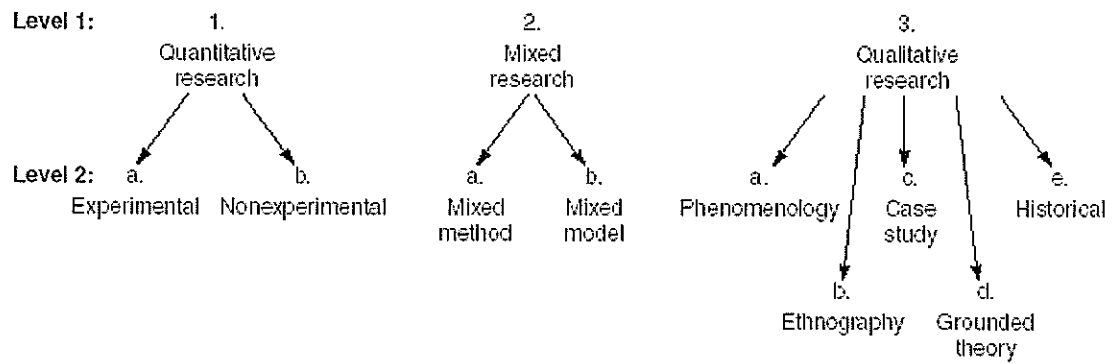 Level 1: 1. 2. 3.
Quantitative Mixed Qualitative
research research research
Level 2: a. b. a. b. a. c. e.
Experimental Nonexperimental Mixed Mixed Phenomenology Case Historical
method model study
b. d.
Ethnography Grounded
theory